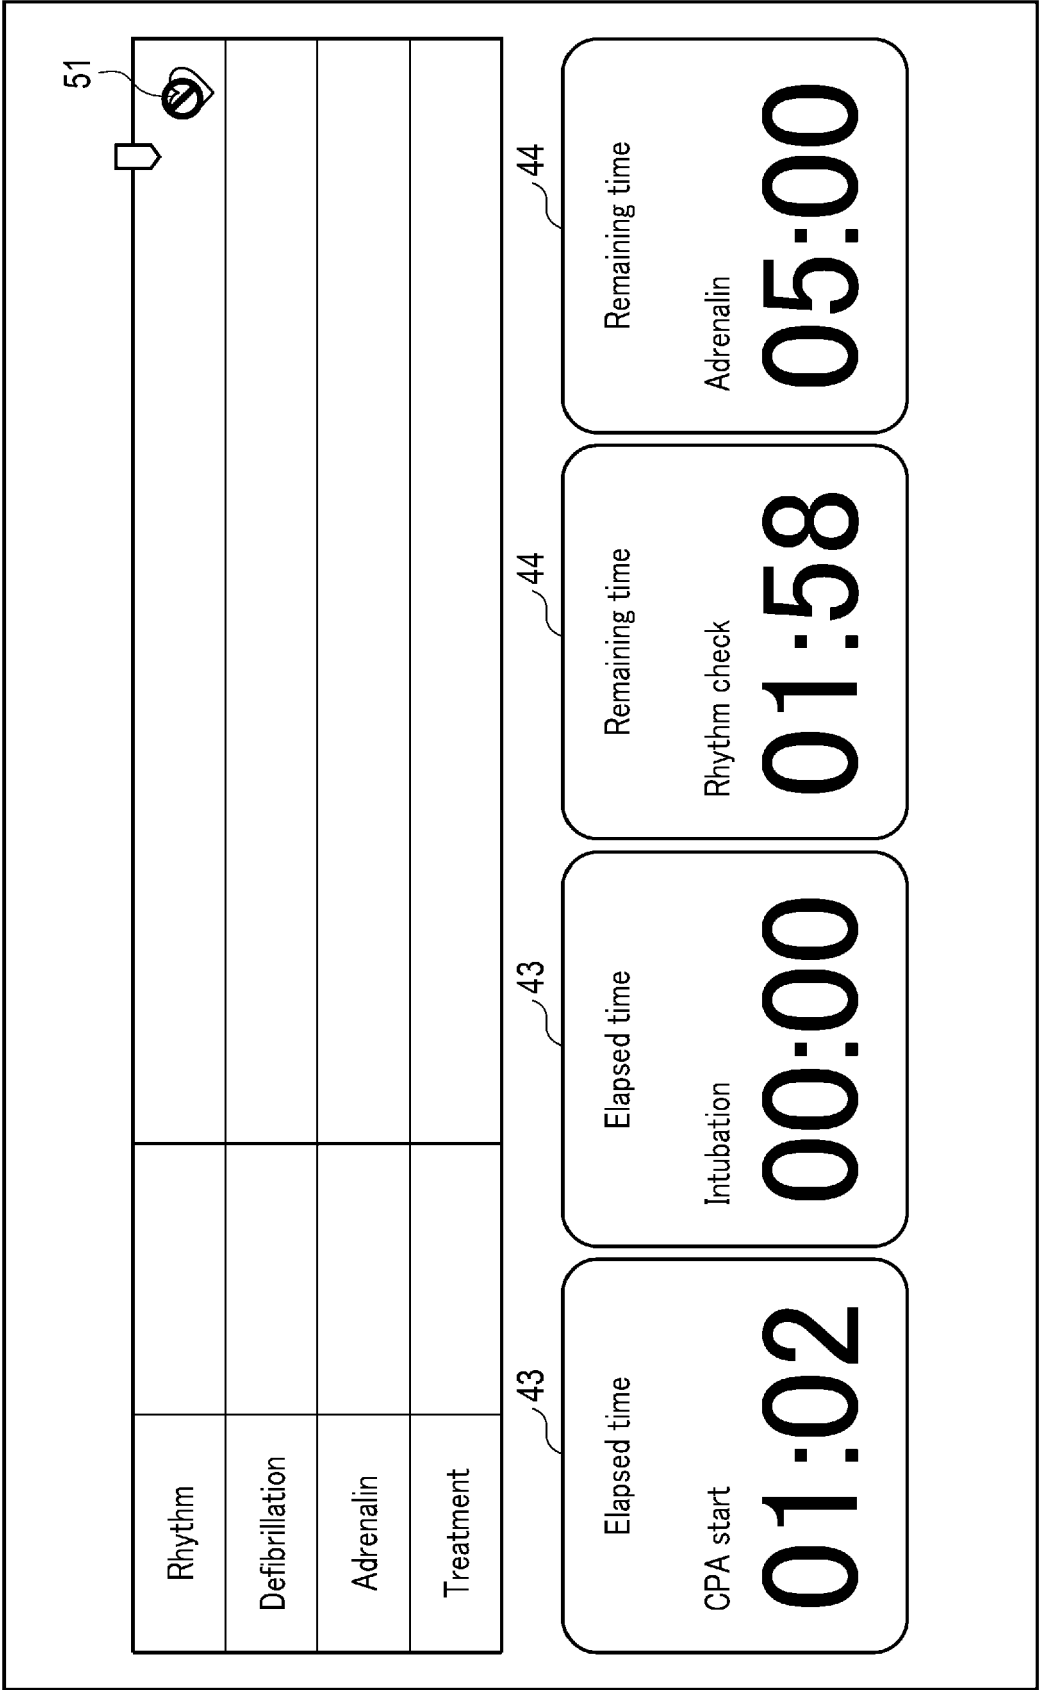 51
Rhythm
Defibrillation
Adrenalin
Treatment
43
Elapsed time
CPA start
01:02
43
Elapsed time
Intubation
00:00
44
Remaining time
Rhythm check
01:58
44
Remaining time
Adrenalin
05:00